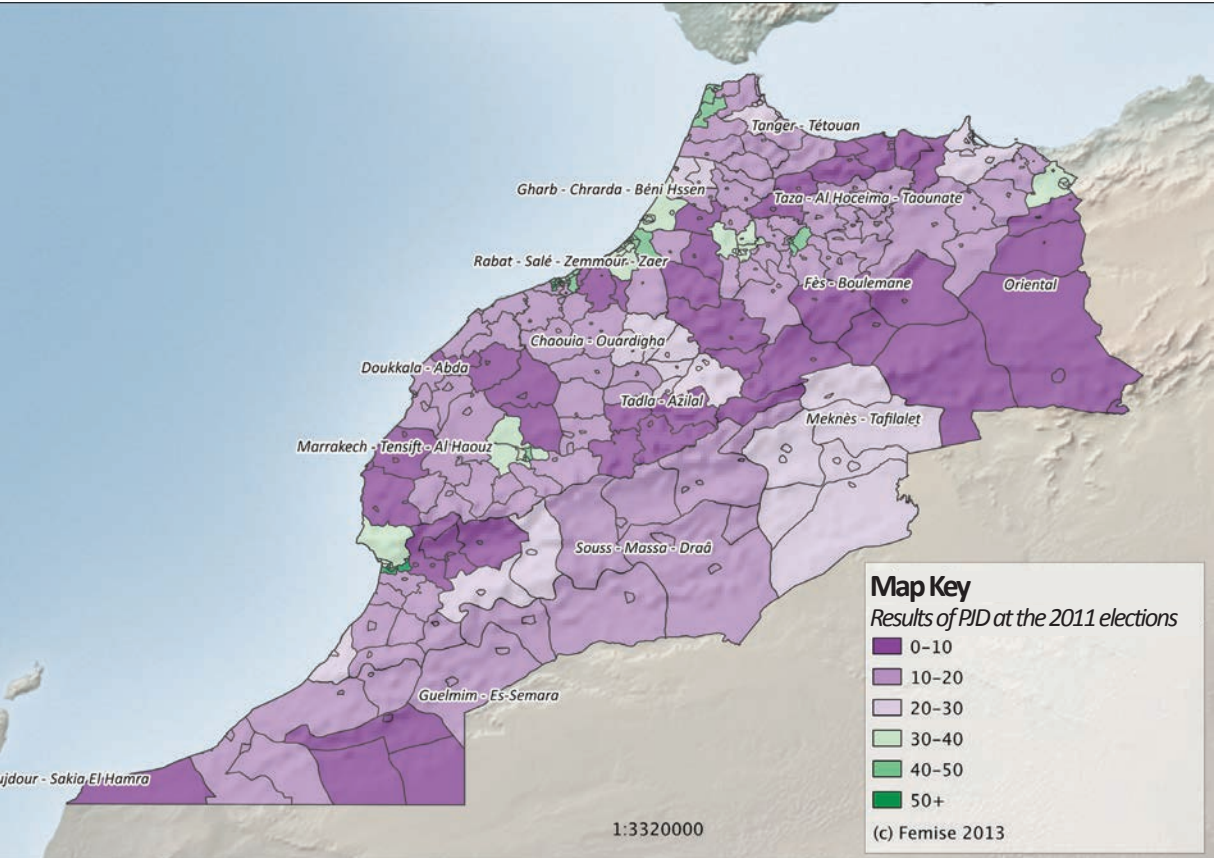 Tanger - Tétouan
Gharb - Chrarda - Béni Hssen
Taza - Al Hoceima - Taounate
Rabat - Salé - Zemmour - Zaer
Fès - Boulemane
Oriental
Chaouia - Ouardigha
Doukkala - Abda
Tadla - Azilal
Meknès - Tafilalet
Marrakech - Tensift - Al Haouz
Souss - Massa - Draâ
Guelmim - Es-Semara
ujdour - Sakia El Hamra
1:3320000
Map Key
Results of PJD at the 2011 elections
0-10
10-20
20-30
30-40
40-50
50+
(c) Femise 2013